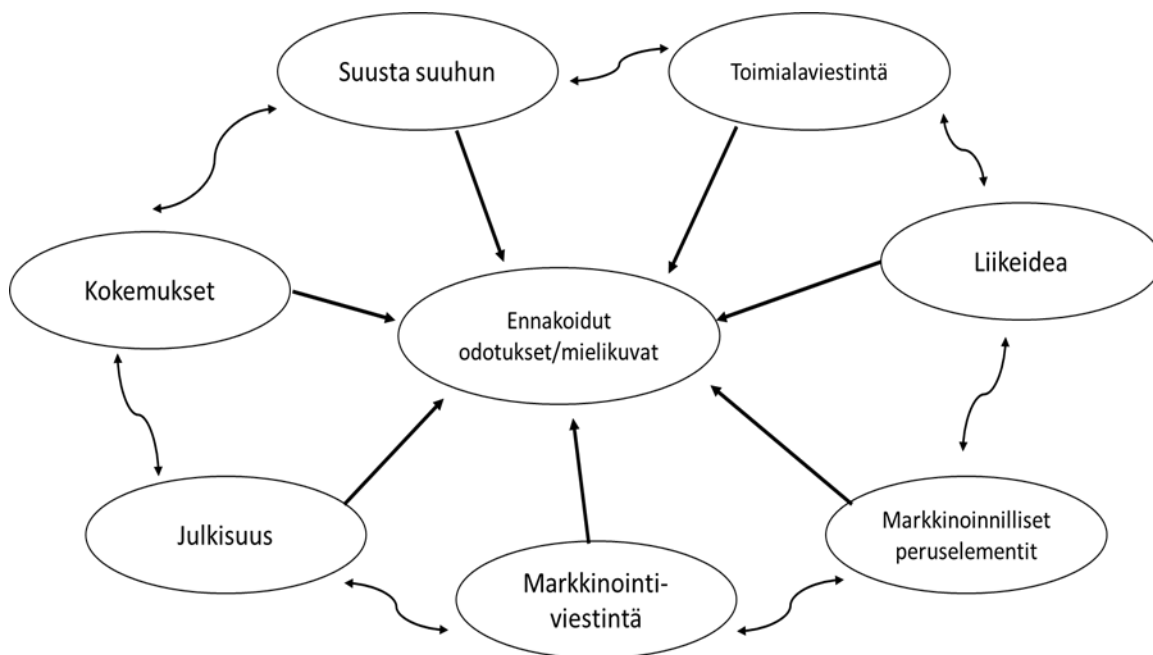 Suusta suuhun
Toimialaviestintä
Kokemukset
Liikeidea
Ennakoidut
odotukset/mielikuvat
Julkisuus
Markkinointi-
viestintä
Markkinoinnilliset
peruselementit